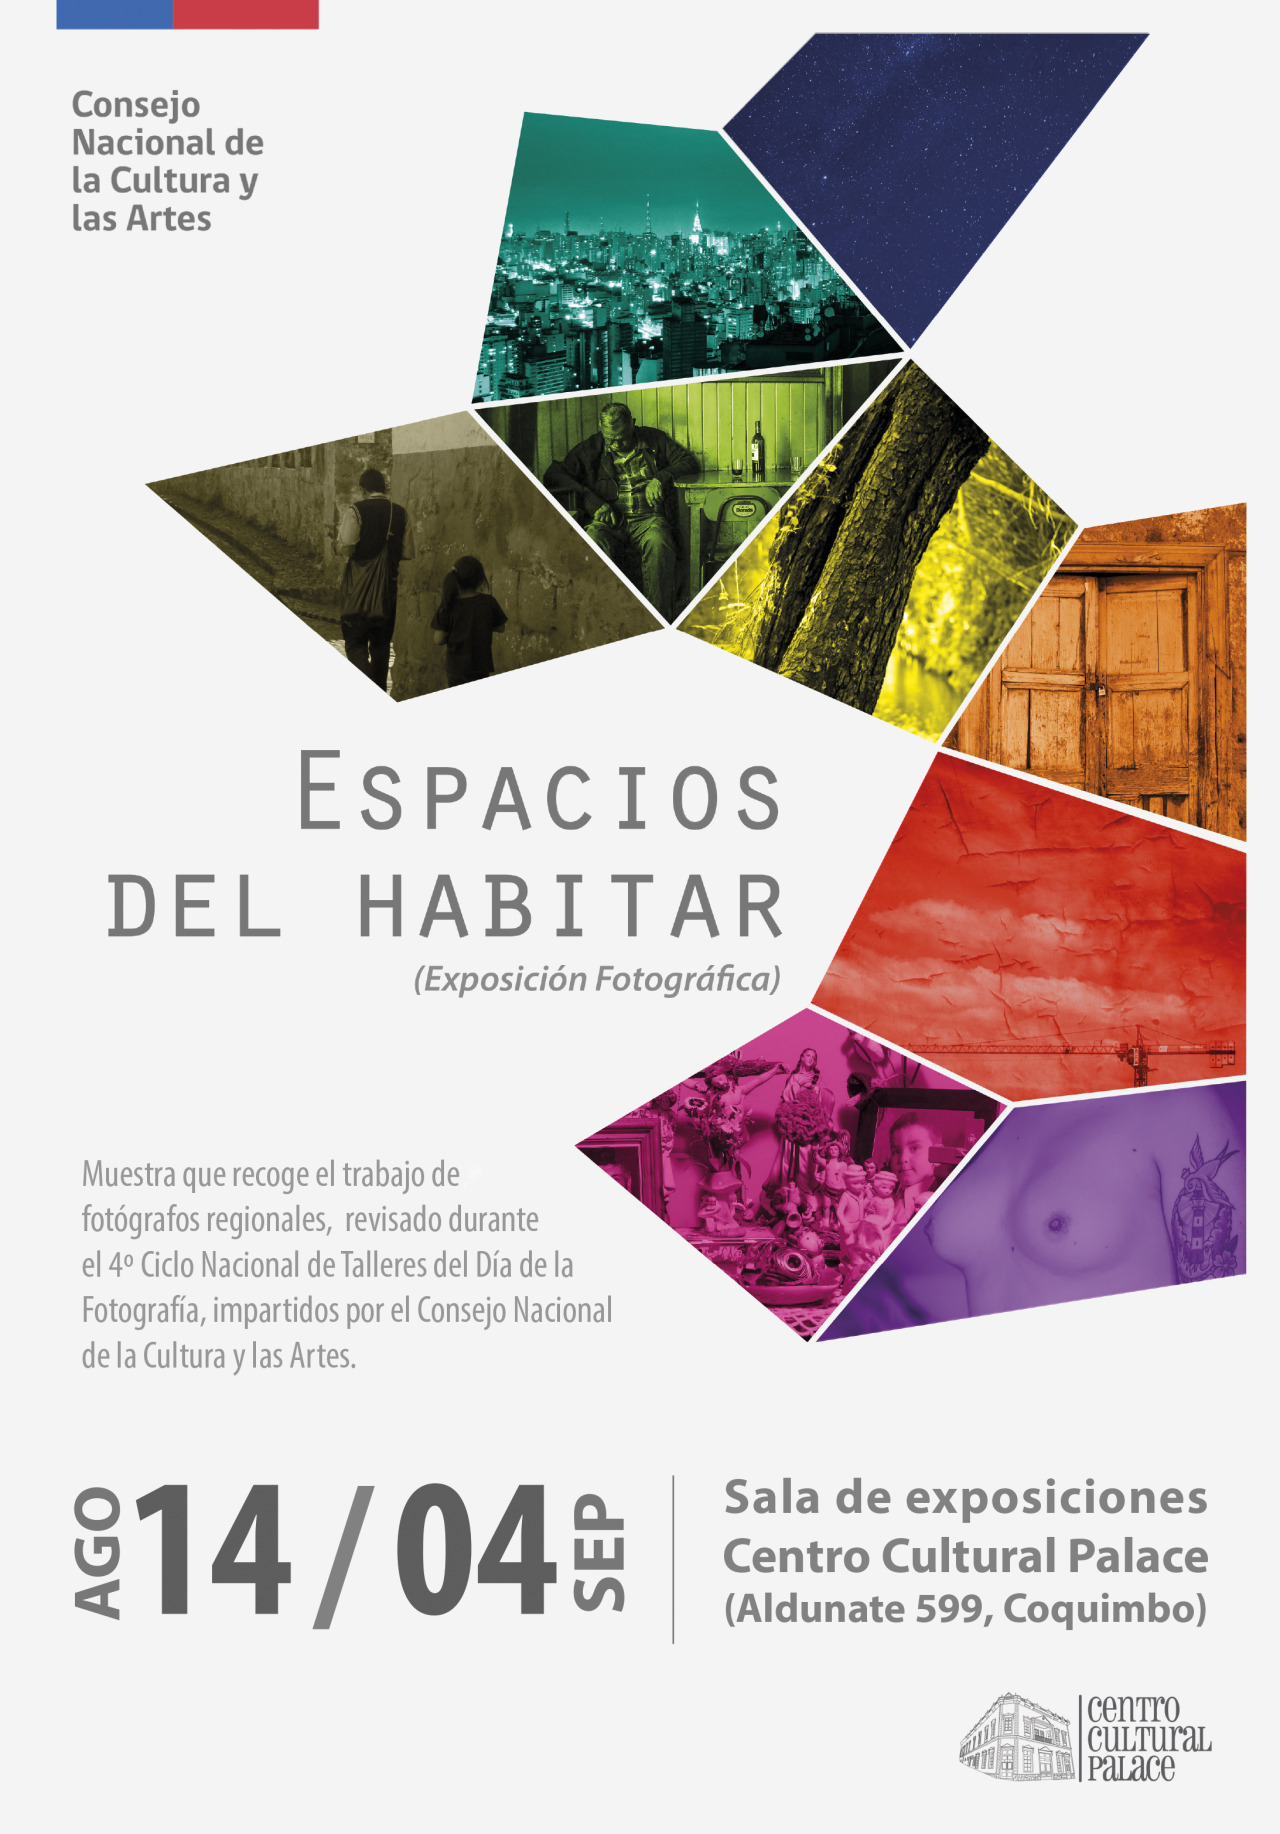 Consejo
Nacional de
la Cultura y
las Artes
ESPACIOS
DEL HABITAR
(Exposición Fotográfica)
Muestra que recoge el trabajo de
fotógrafos regionales, revisado durante
el 4º Ciclo Nacional de Talleres del Día de la
Fotografía, impartidos por el Consejo Nacional
de la Cultura y las Artes.
AGO 14 / 04 SEP
Sala de exposiciones
Centro Cultural Palace
(Aldunate 599, Coquimbo)
CENTRO
CULTURAL
PALACE